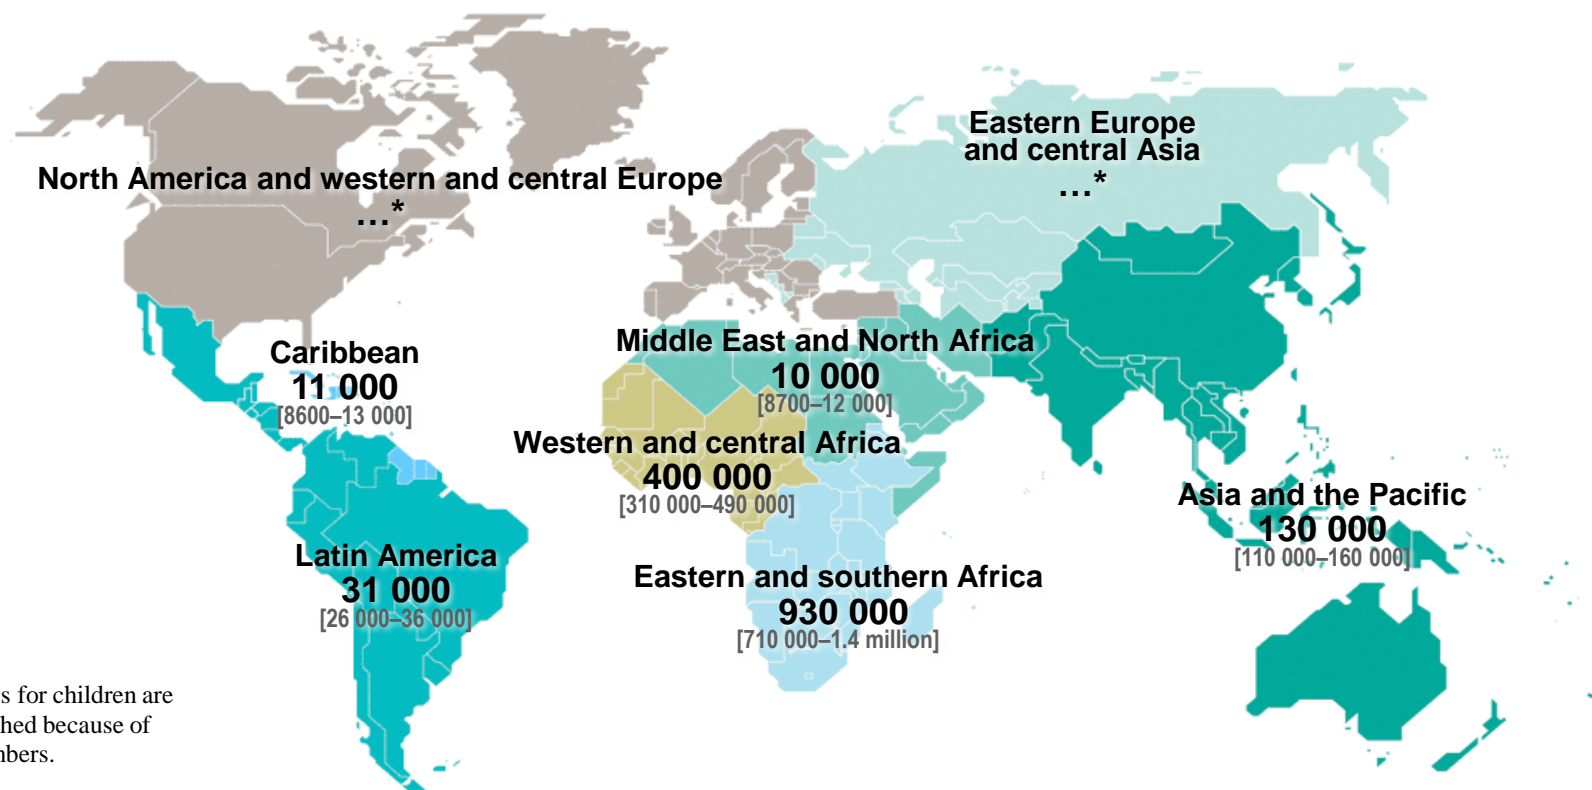 Eastern Europe
and central Asia
...*
North America and western and central Europe
...*
Middle East and North Africa
10 000
[8700–12 000]
Caribbean
11 000
[8600–13 000]
Western and central Africa
400 000
[310 000–490 000]
Asia and the Pacific
130 000
[110 000–160 000]
Latin America
31 000
[26 000–36 000]
Eastern and southern Africa
930 000
[710 000–1.4 million]
s for children are
hed because of
bers.